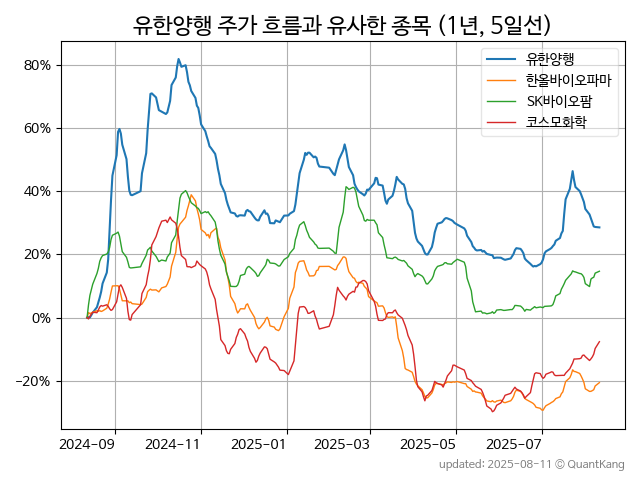 유한양행 주가 흐름과 유사한 종목 (1년, 5일선)
유한양행
한올바이오파마
SK바이오팜
코스모화학
80%
60%
40%
20%
0%
−20%
2024-09 2024-11 2025-01 2025-03 2025-05 2025-07
updated: 2025-08-11 © QuantKang